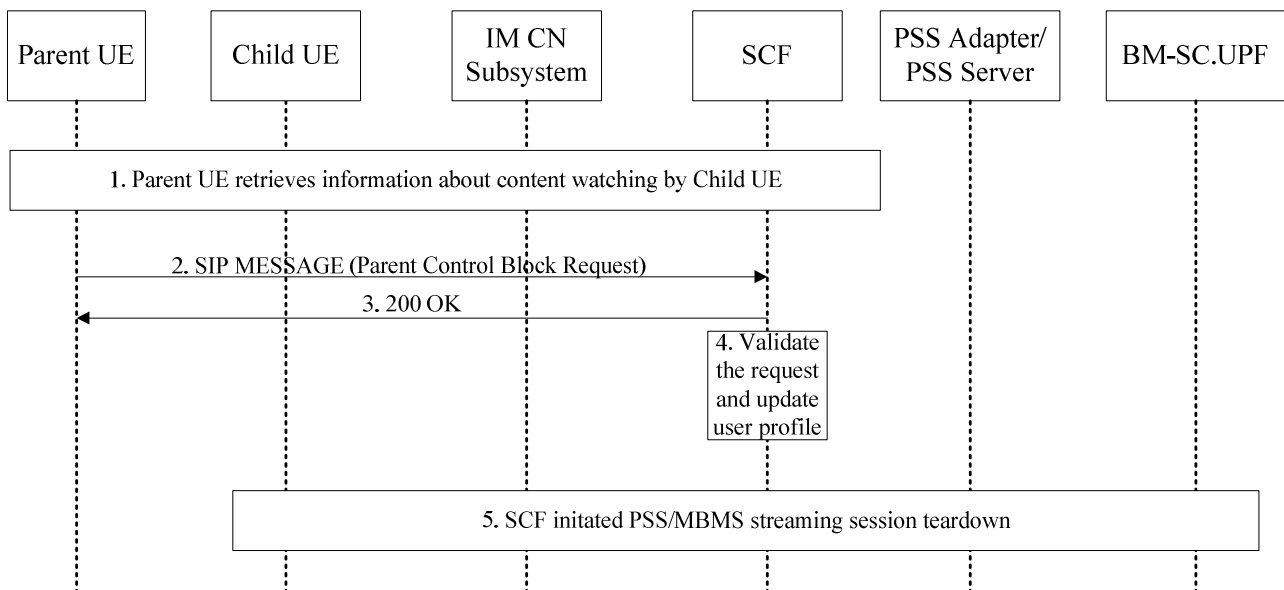 Parent UE
Child UE
IM CN
Subsystem
SCF
PSS Adapter/
PSS Server
BM-SC.UPF
1. Parent UE retrieves information about content watching by Child UE
2. SIP MESSAGE (Parent Control Block Request)
3. 200 OK
4. Validate
the request
and update
user profile
5. SCF initated PSS/MBMS streaming session teardown